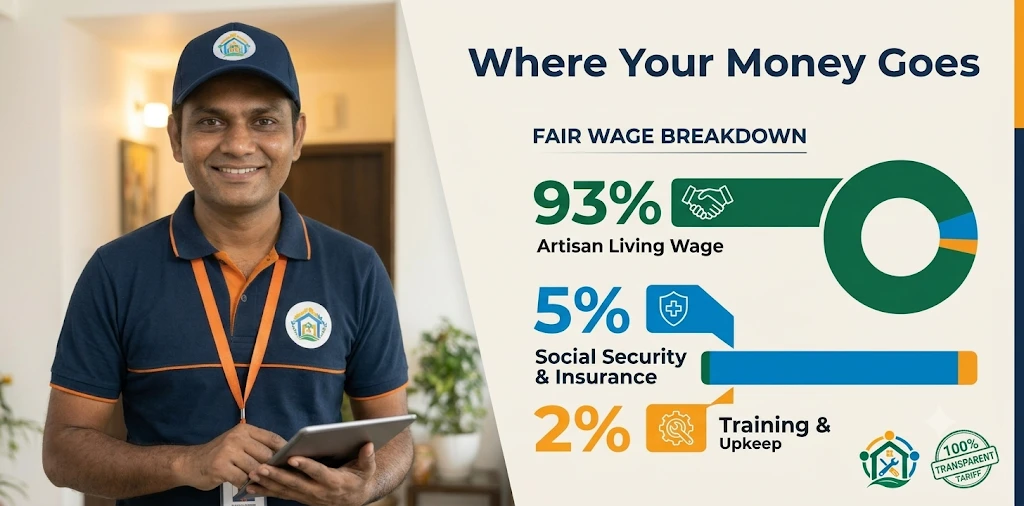 Where Your Money Goes
FAIR WAGE BREAKDOWN
93%
Artisan Living Wage
5%
Social Security
& Insurance
2%
Training &
Upkeep
100%
TRANSPARENT
TARIFF